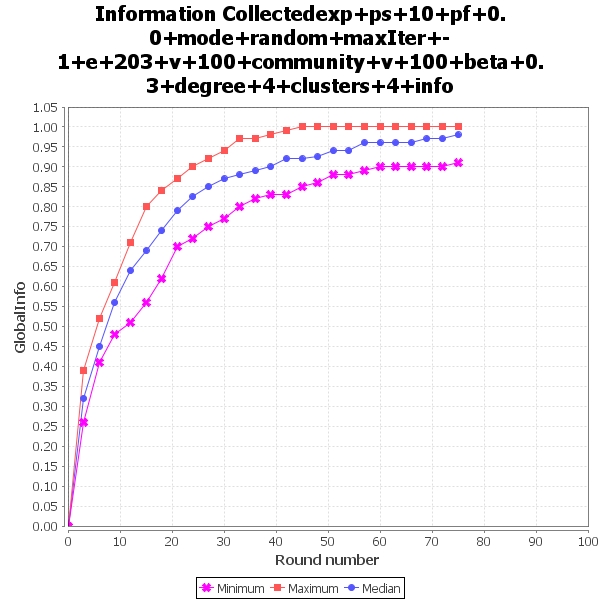 Information Collectedexp+ps+10+pf+0.
0+mode+random+maxIter+-
1+e+203+v+100+community+v+100+beta+0.
3+degree+4+clusters+4+info
1.05
1.00
0.95
0.90
0.85
0.80
0.75
0.70
0.65
0.60
0.55
0.50
0.45
0.40
0.35
0.30
0.25
0.20
0.15
0.10
0.05
0.00
GlobalInfo
0 10 20 30 40 50 60 70 80 90 100
Round number
Minimum Maximum Median